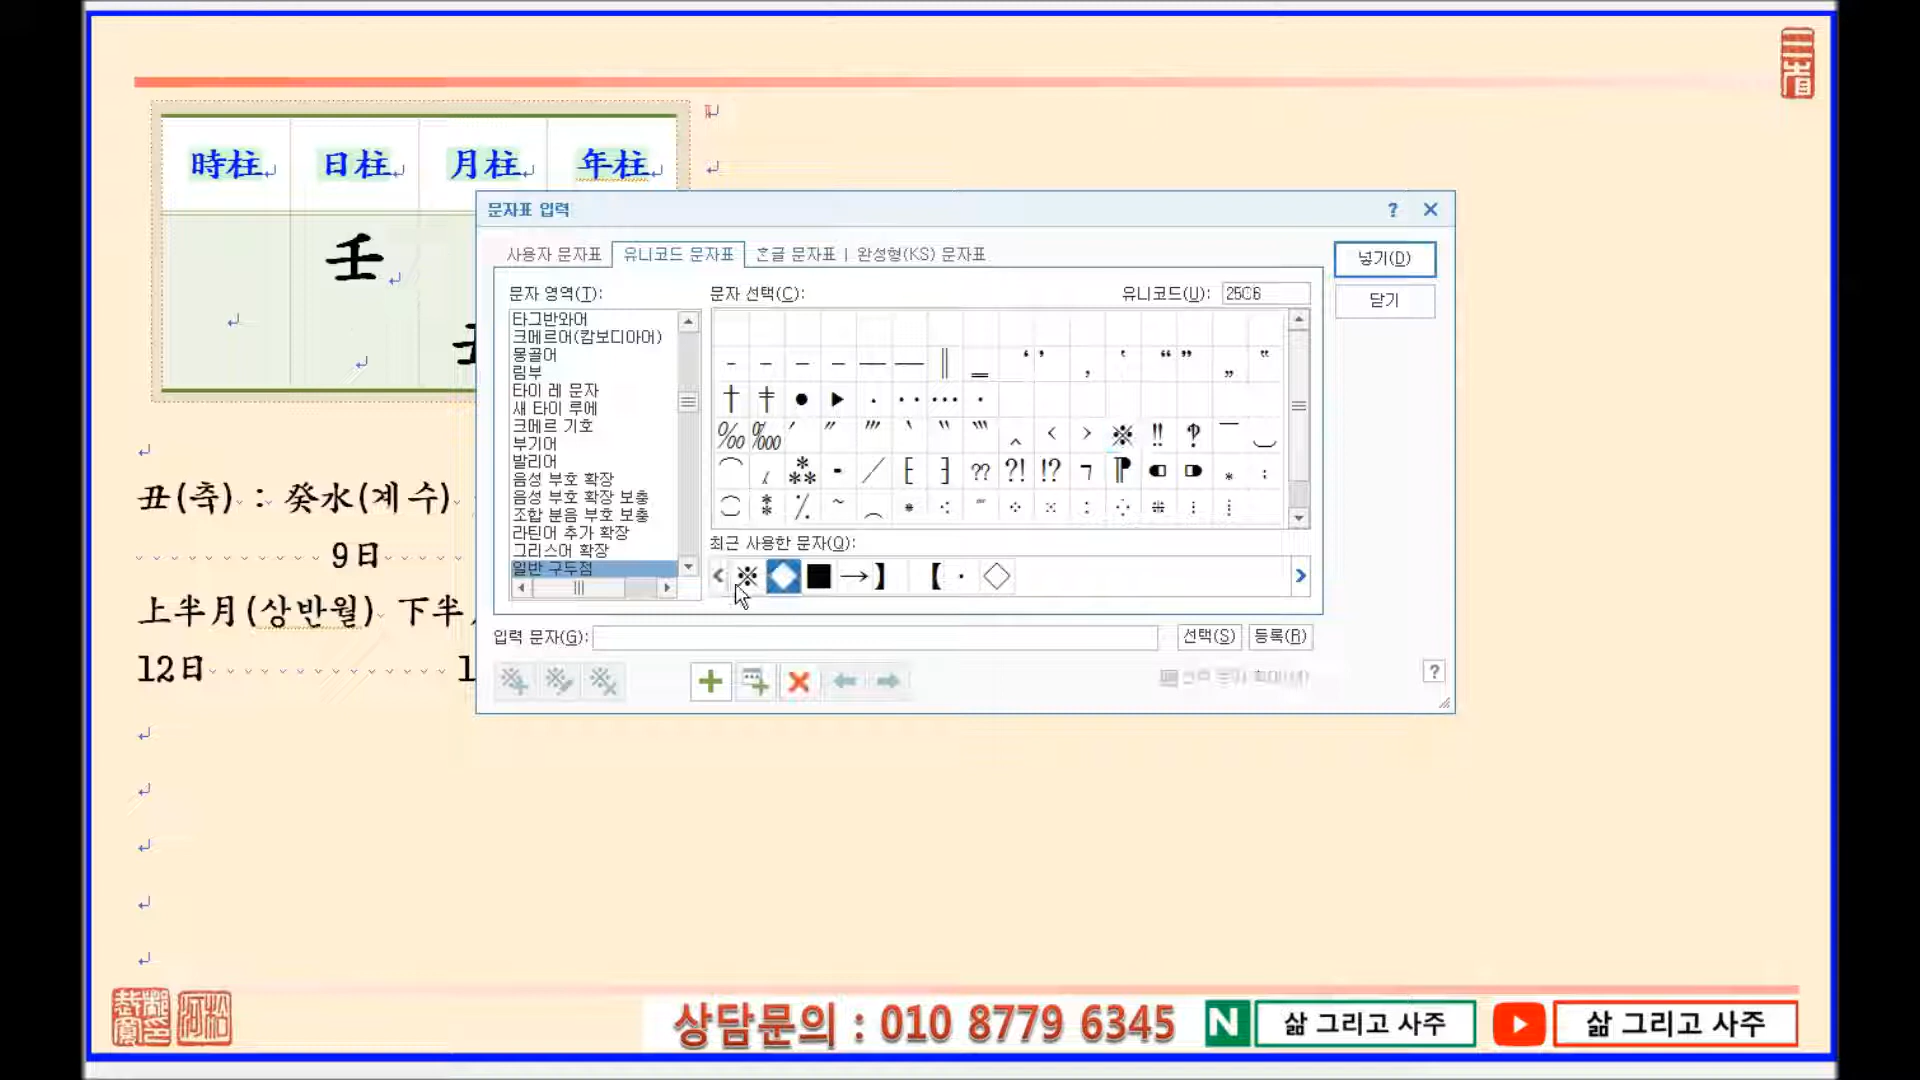 時柱 日柱 月柱 年柱
壬
丑(축) : 癸水(계수)
9日
上半月(상반월) 下半
12日 1
문자표 입력
사용자 문자표 유니코드 문자표 흔글 문자표 완성형(KS) 문자표
문자 영역(T): 문자 선택(C): 유니코드(U): 25C6
타그반와어
크메르어(캄보디아어)
몽골어
림부
타이 레 문자
새 타이 루에
크메르 기호
부기어
발리어
음성 부호 확장
음성 부호 확장 보충
조합 분음 부호 보충
라틴어 추가 확장
그리스어 확장
일반 구두점
최근 사용한 문자(Q):
※ ◆ ■ → 】 【 · ◇
입력 문자(G): 선택(S) 등록(R)
넣기(D)
닫기
상담문의 : 010 8779 6345 N 삶 그리고 사주 삶 그리고 사주